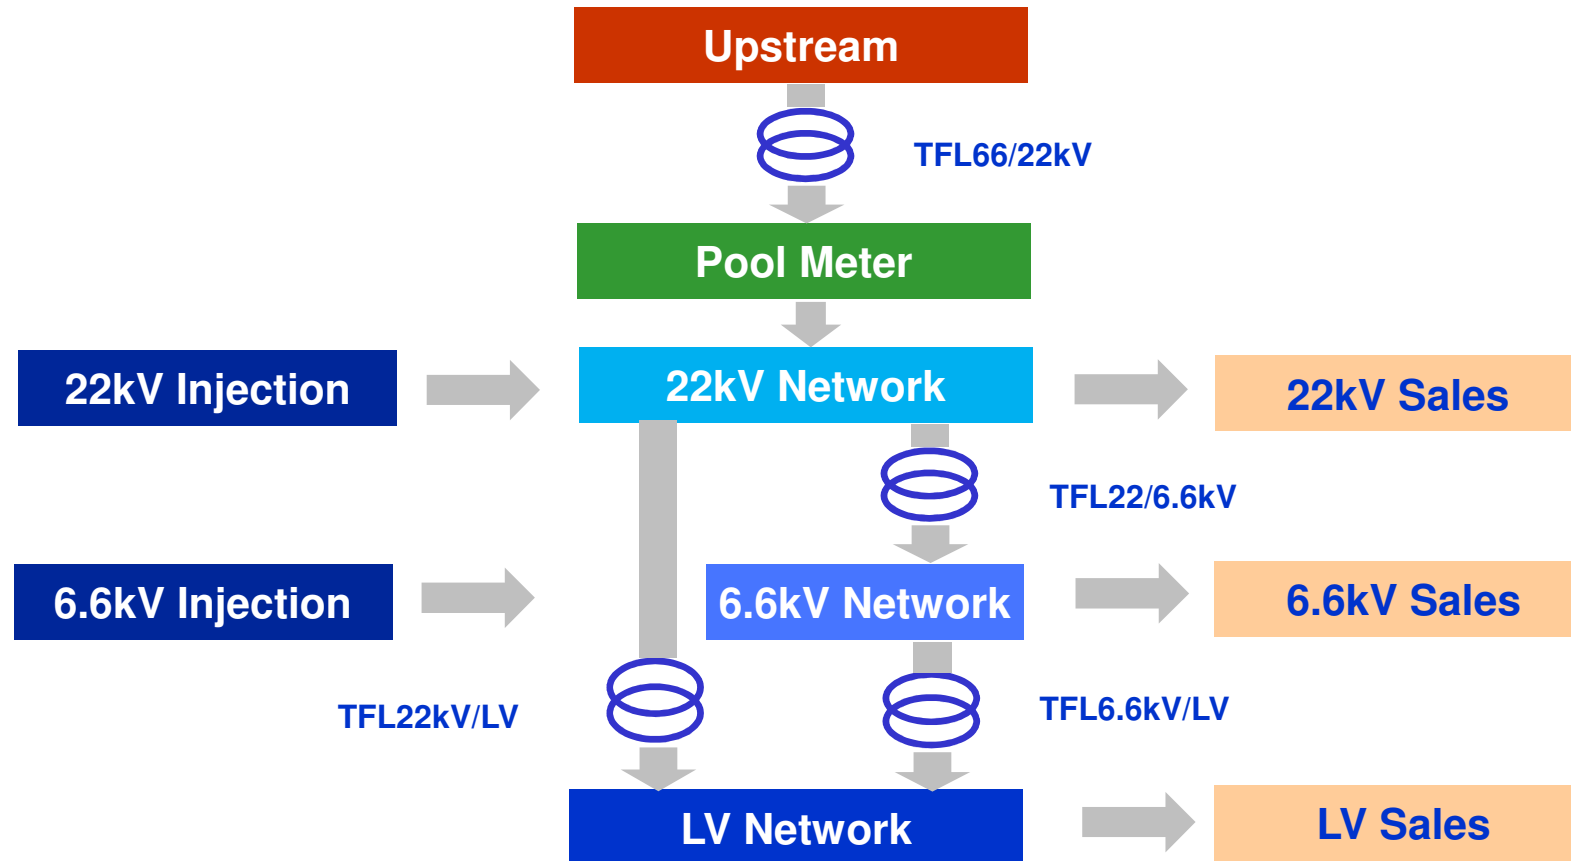 Upstream
TFL66/22kV
Pool Meter
22kV Injection
22kV Network
22kV Sales
TFL22/6.6kV
6.6kV Injection
6.6kV Network
6.6kV Sales
TFL22kV/LV
TFL6.6kV/LV
LV Network
LV Sales